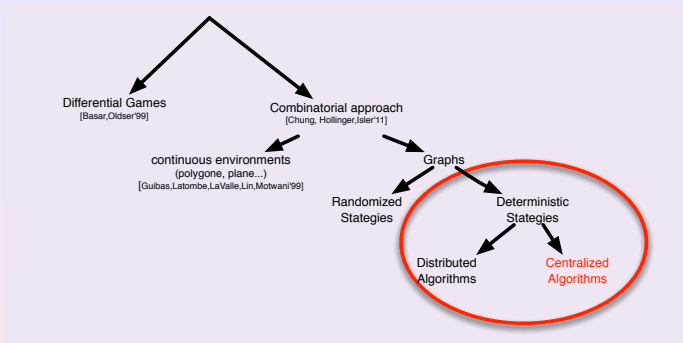 Differential Games
[Basar,Oldser'99]
Combinatorial approach
[Chung, Hollinger,Isler'11]
continuous environments
(polygone, plane...)
[Guibas,Latombe,LaValle,Lin,Motwani'99]
Graphs
Randomized
Stategies
Deterministic
Stategies
Distributed
Algorithms
Centralized
Algorithms